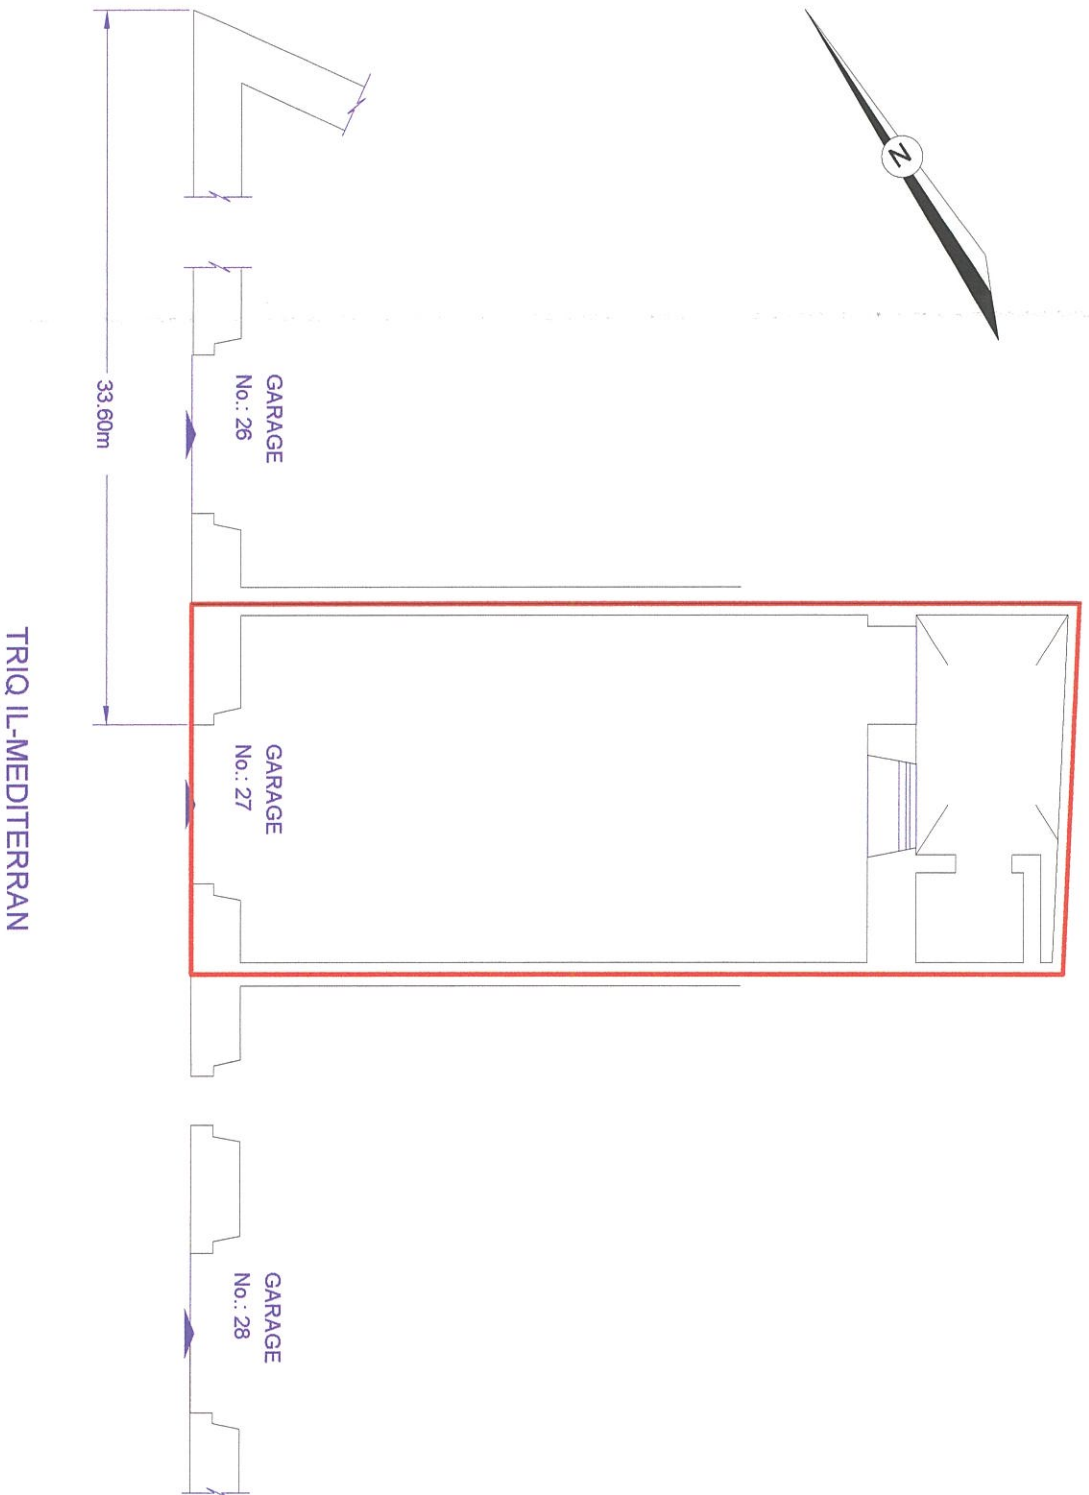 N
GARAGE
No.: 26
33.60m
GARAGE
No.: 27
TRIQ IL-MEDITERRAN
GARAGE
No.: 28